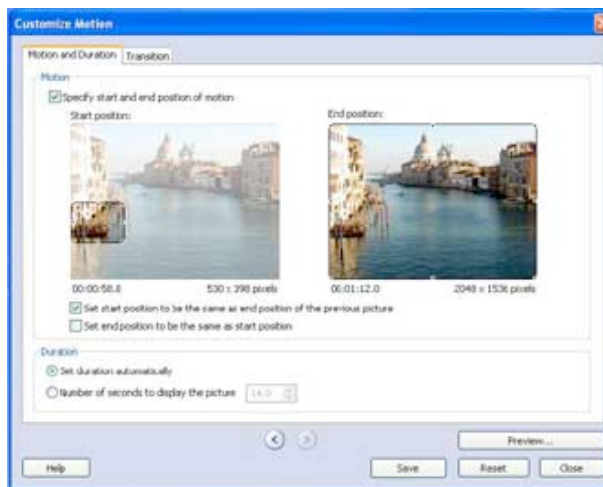 Customize Motion
Motion and Duration Transition
Motion
Specify start and end position of motion
Start position: End position:
00:00:58.0 530 x 398 pixels 00:01:12.0 2048 x 1536 pixels
Set start position to be the same as end position of the previous picture
Set end position to be the same as start position
Duration
Set duration automatically
Number of seconds to display the picture 14.0
Preview...
Help Save Reset Close